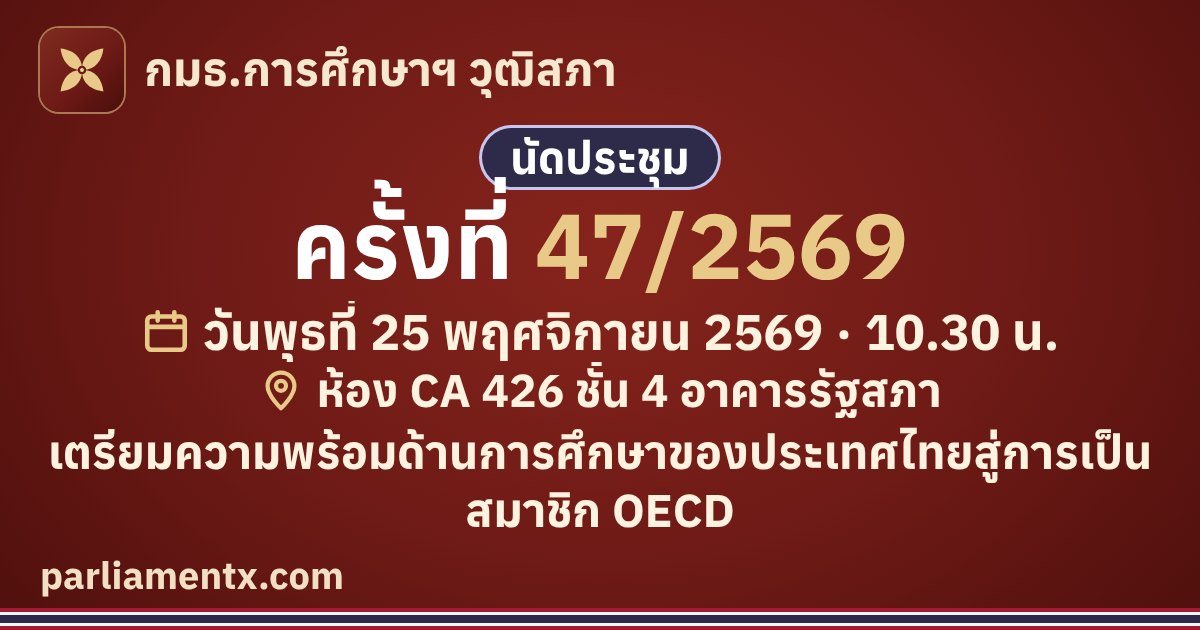 กมธ.การศึกษาฯ วุฒิสภา
นัดประชุม
ครั้งที่ 47/2569
วันพุธที่ 25 พฤศจิกายน 2569 · 10.30 น.
ห้อง CA 426 ชั้น 4 อาคารรัฐสภา
เตรียมความพร้อมด้านการศึกษาของประเทศไทยสู่การเป็น
สมาชิก OECD
parliamentx.com